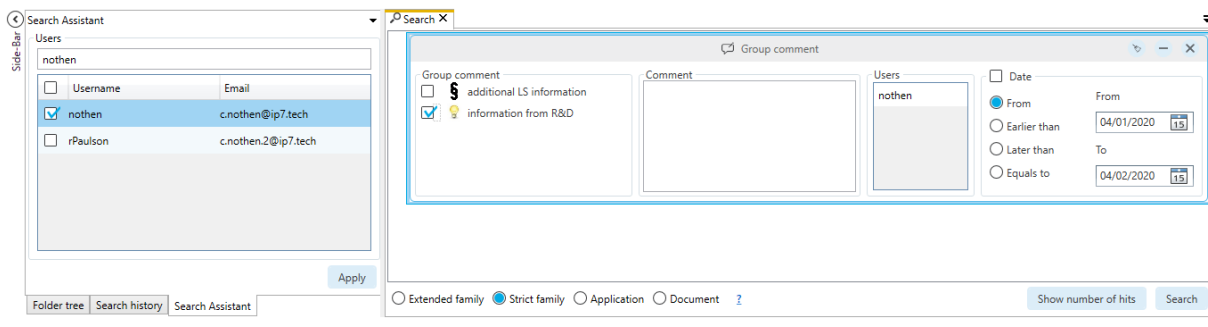 Side-Bar
Search Assistant
Users
nothen
Username Email
nothen c.nothen@ip7.tech
rPaulson c.nothen.2@ip7.tech
Apply
Folder tree Search history Search Assistant
Search
Group comment
Group comment
§ additional LS information
information from R&D
Comment
Users
nothen
Date
From
Earlier than
Later than
Equals to
From
04/01/2020 15
To
04/02/2020 15
Extended family Strict family Application Document ?
Show number of hits Search